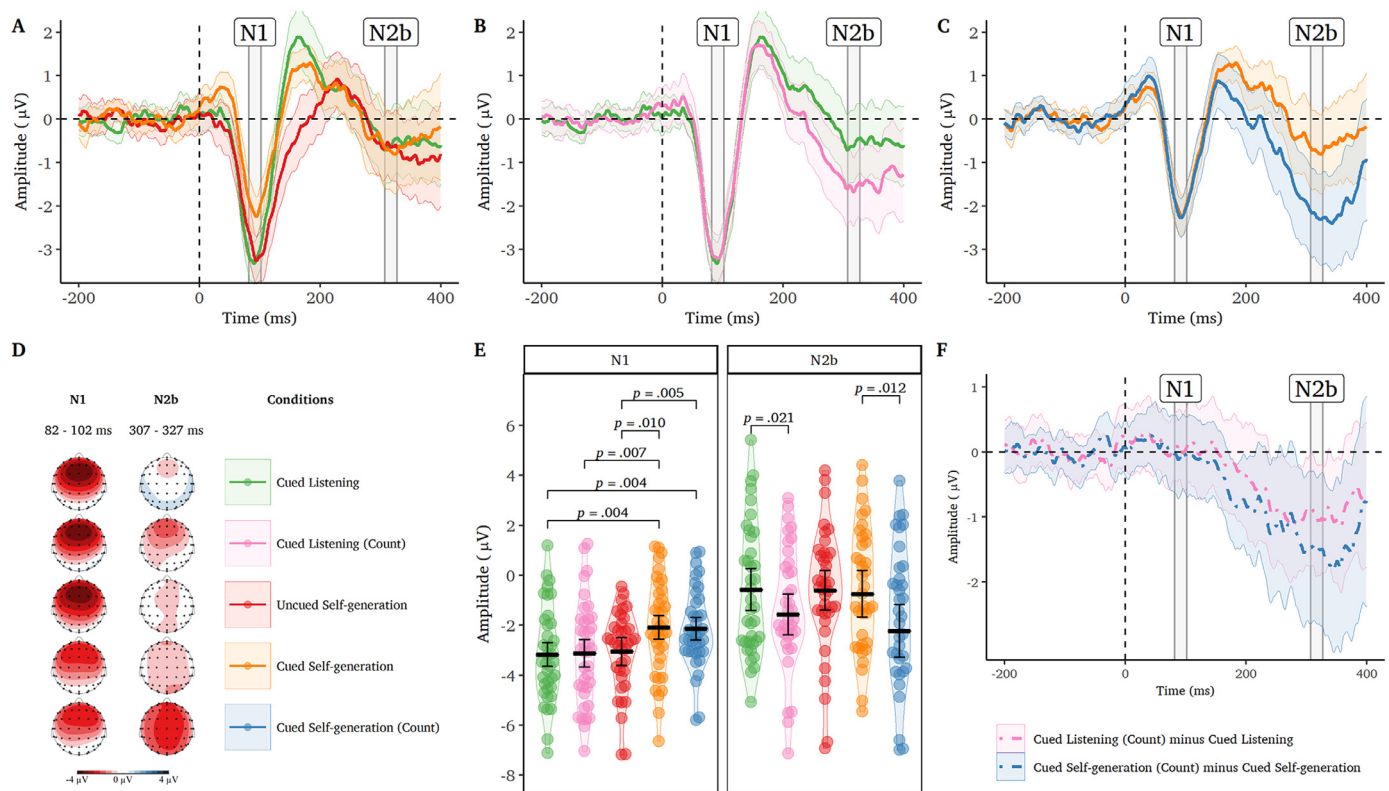 A
N1
N2b
2
1
0
-1
-2
-3
Amplitude ( µV)
-200
0
200
400
Time (ms)
B
N1
N2b
2
1
0
-1
-2
-3
Amplitude ( µV)
-200
0
200
400
Time (ms)
C
N1
N2b
2
1
0
-1
-2
-3
Amplitude ( µV)
-200
0
200
400
Time (ms)
D
N1 N2b Conditions
82 - 102 ms 307 - 327 ms
Cued Listening
Cued Listening (Count)
Uncued Self-generation
Cued Self-generation
Cued Self-generation (Count)
-4 µV 0 µV 4 µV
E
N1
N2b
p = .005
p = .010
p = .007
p = .004
p = .004
p = .021
p = .012
6
4
2
0
-2
-4
-6
-8
Amplitude ( µV)
F
N1
N2b
1
0
-1
-2
Amplitude ( µV)
-200
0
200
400
Time (ms)
Cued Listening (Count) minus Cued Listening
Cued Self-generation (Count) minus Cued Self-generation